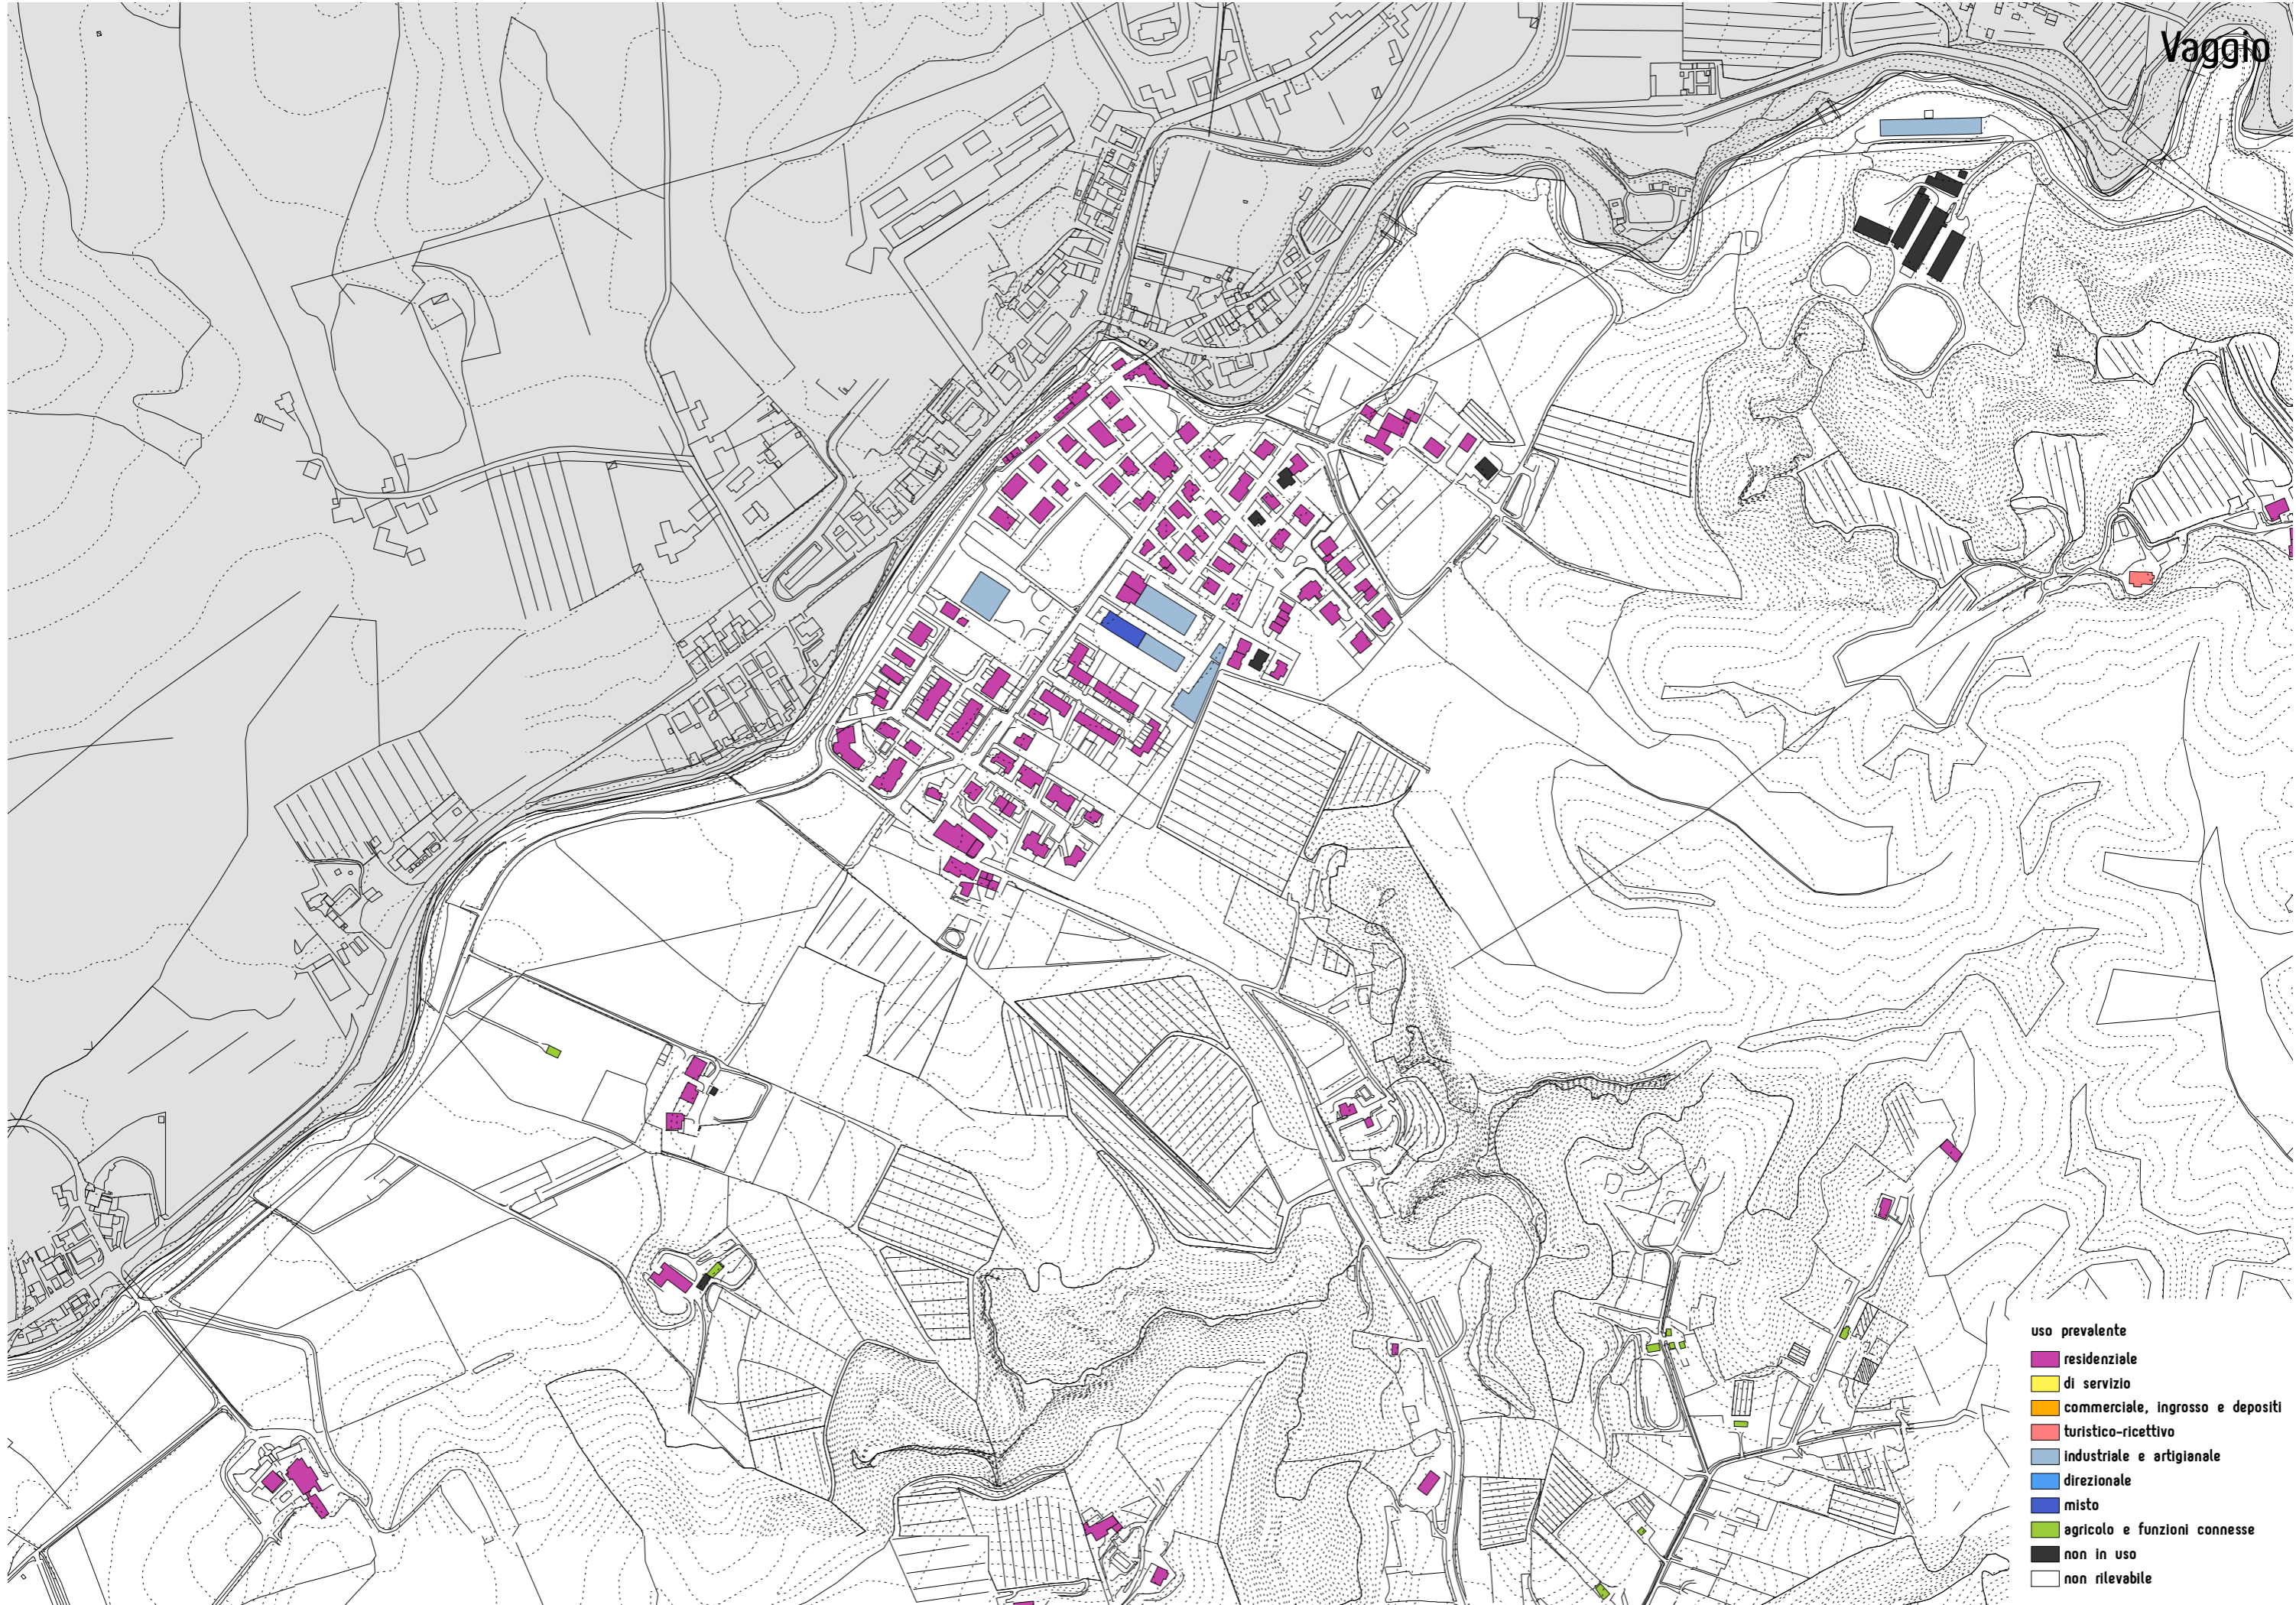 Vaggio
uso prevalente
residenziale
di servizio
commerciale, ingrosso e depositi
turistico-ricettivo
industriale e artigianale
direzionale
misto
agricolo e funzioni connesse
non in uso
non rilevabile